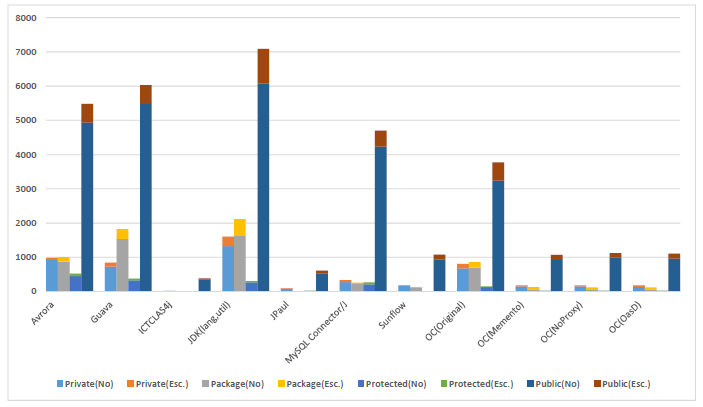 8000
7000
6000
5000
4000
3000
2000
1000
0
Avrora
Guava
ICTCLAS4J
JDK(lang,util)
JPaul
MySQL Connector/J
Sunflow
OC(Original)
OC(Memento)
OC(NoProxy)
OC(OasD)
Private(No) Private(Esc.) Package(No) Package(Esc.) Protected(No) Protected(Esc.) Public(No) Public(Esc.)